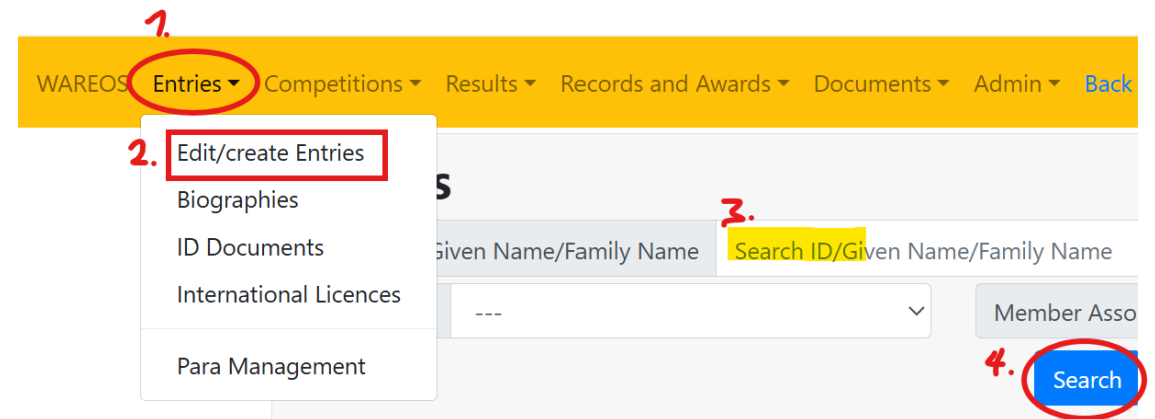 1.
WAREOS Entries Competitions Results Records and Awards Documents Admin Back
2. Edit/create Entries
Biographies
s
3.
ID Documents
Given Name/Family Name Search ID/Given Name/Family Name
International Licences
--- Member Asso
Para Management
4. Search